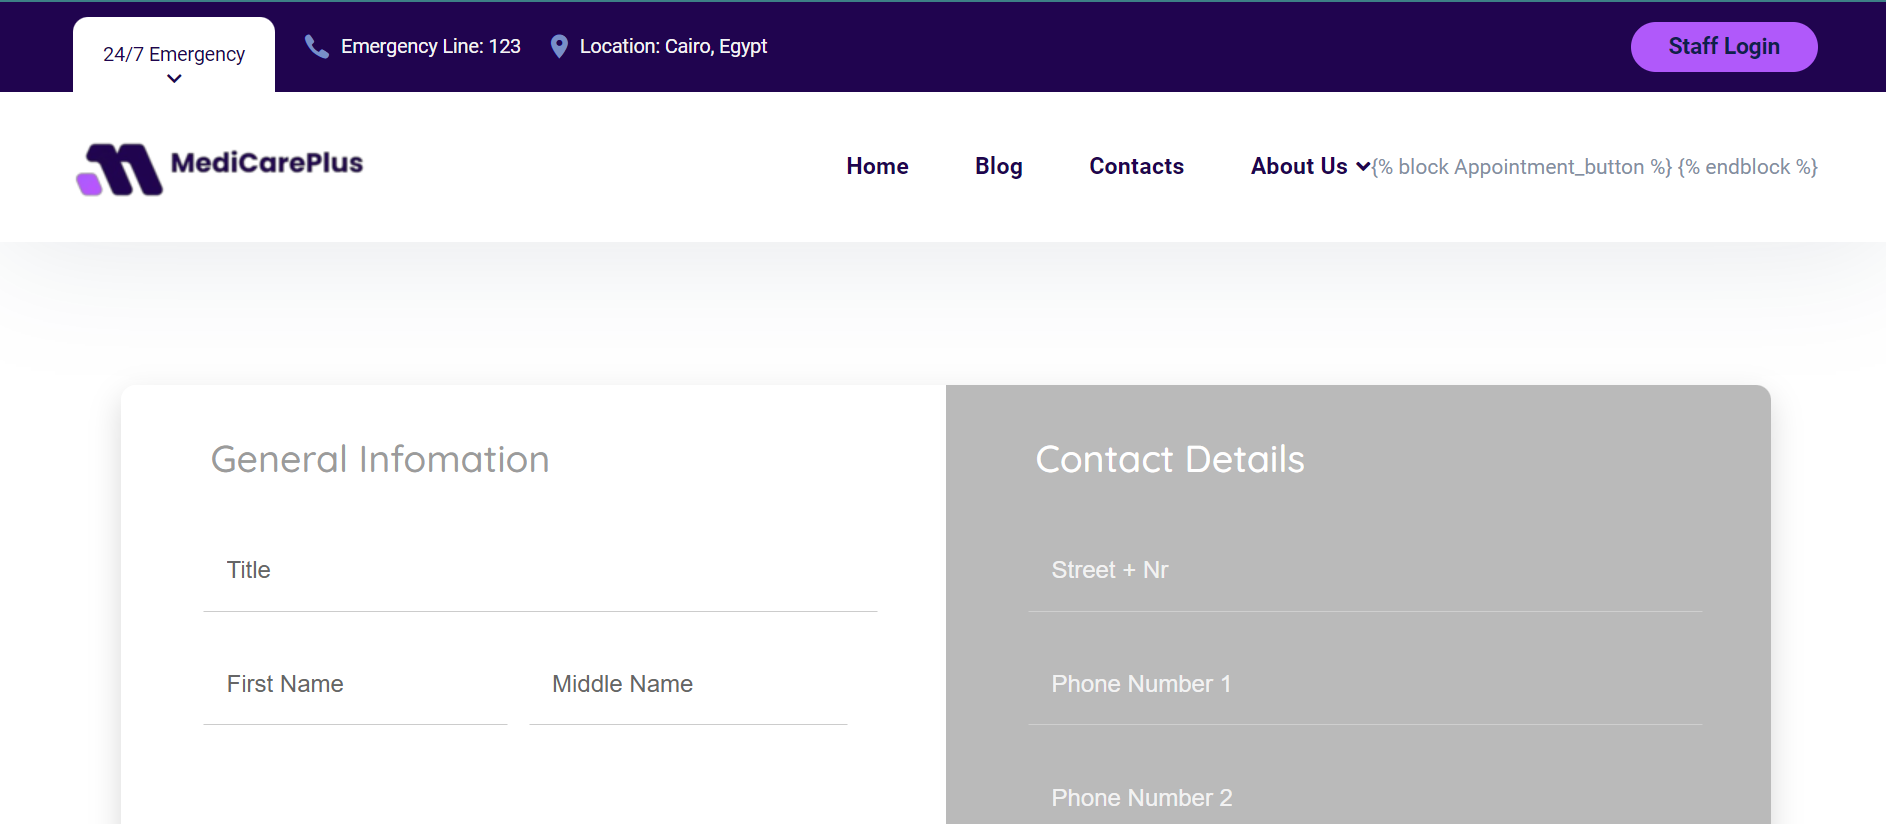 24/7 Emergency
Emergency Line: 123
Location: Cairo, Egypt
Staff Login
MediCarePlus
Home
Blog
Contacts
About Us
{% block Appointment_button %} {% endblock %}
General Infomation
Title
First Name
Middle Name
Contact Details
Street + Nr
Phone Number 1
Phone Number 2